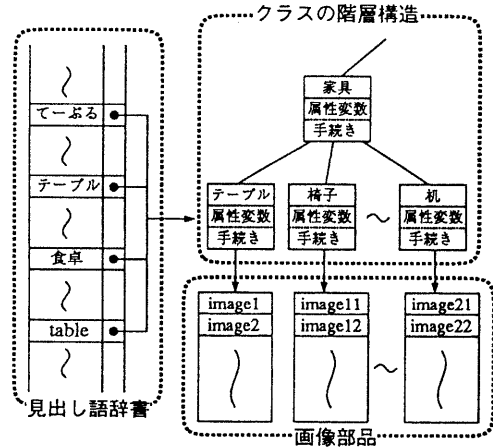 クラスの階層構造
家具
属性変数
手続き
てーぶる
テーブル
食卓
table
見出し語辞書
テーブル
属性変数
手続き
椅子
属性変数
手続き
～
机
属性変数
手続き
image1
image2
image11
image12
～
image21
image22
画像部品